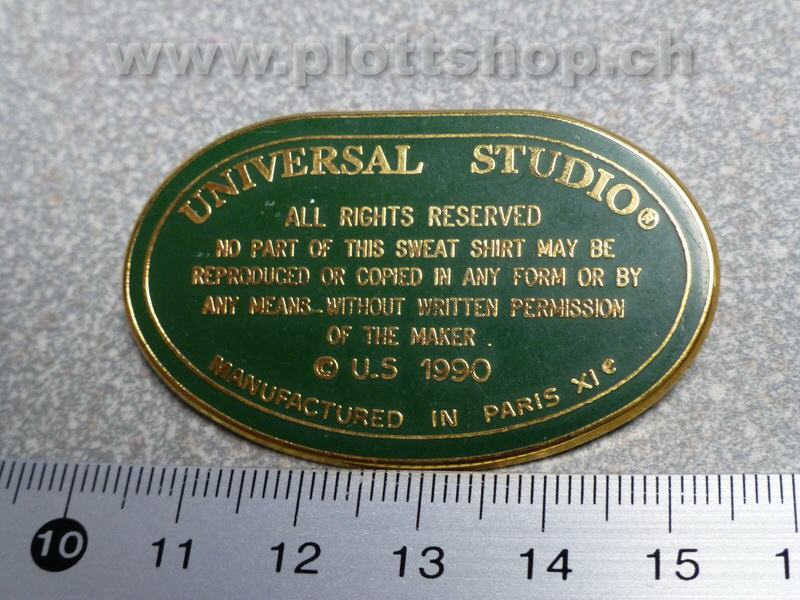 www.plottshop.ch
UNIVERSAL STUDIO®
ALL RIGHTS RESERVED
NO PART OF THIS SWEAT SHIRT MAY BE
REPRODUCED OR COPIED IN ANY FORM OR BY
ANY MEANS–WITHOUT WRITTEN PERMISSION
OF THE MAKER.
© U.S 1990
MANUFACTURED IN PARIS XIe
10 11 12 13 14 15 1